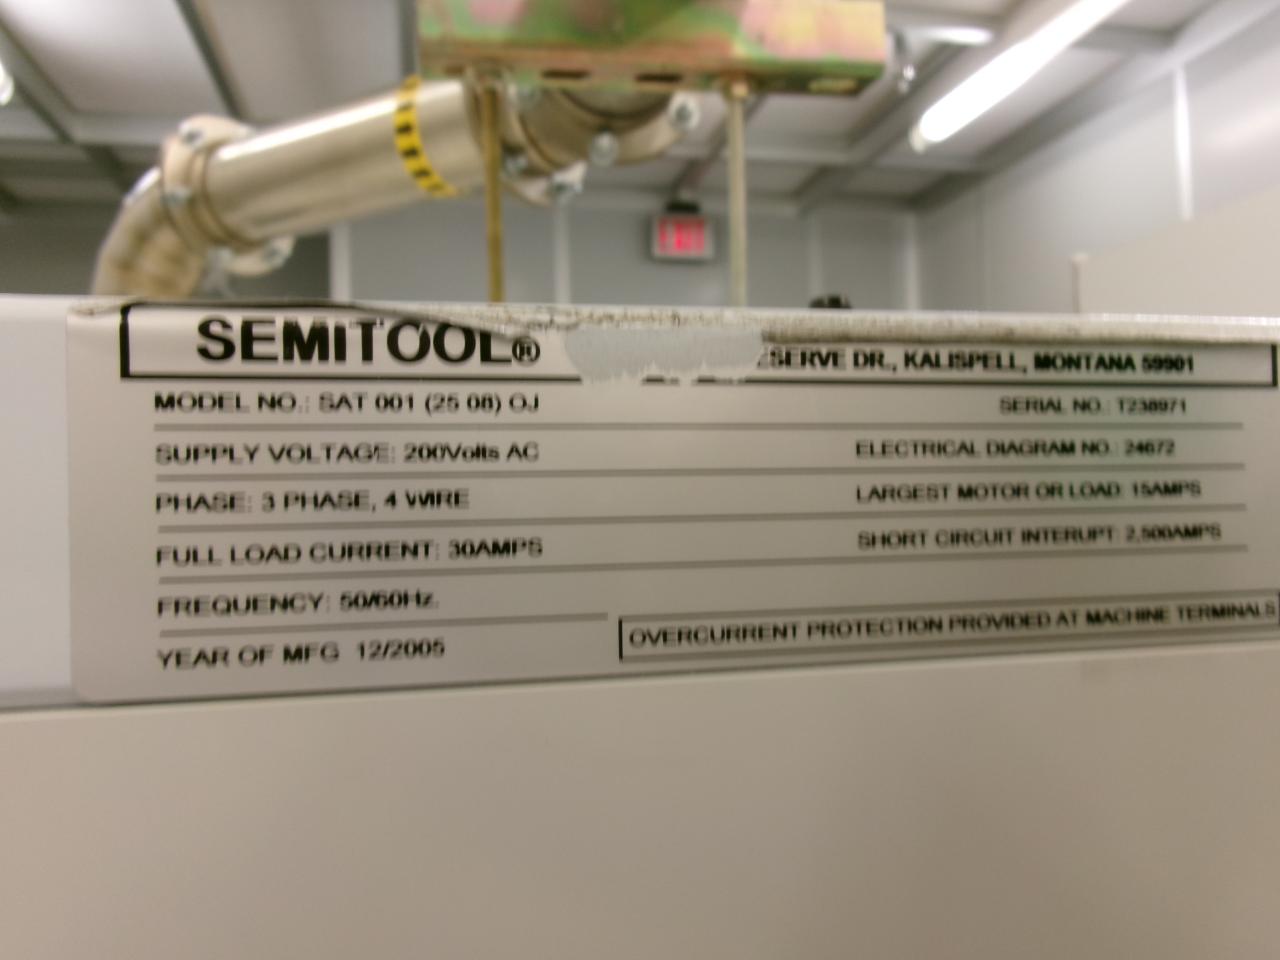 EXIT
SEMITOOL®
ESERVE DR., KALISPELL, MONTANA 59901
MODEL NO.: SAT 001 (25 08) OJ
SERIAL NO.: T238971
SUPPLY VOLTAGE: 200Volts AC
ELECTRICAL DIAGRAM NO.: 24672
PHASE: 3 PHASE, 4 WIRE
LARGEST MOTOR OR LOAD: 15AMPS
FULL LOAD CURRENT: 30AMPS
SHORT CIRCUIT INTERUPT: 2,500AMPS
FREQUENCY: 50/60Hz.
OVERCURRENT PROTECTION PROVIDED AT MACHINE TERMINALS
YEAR OF MFG 12/2005